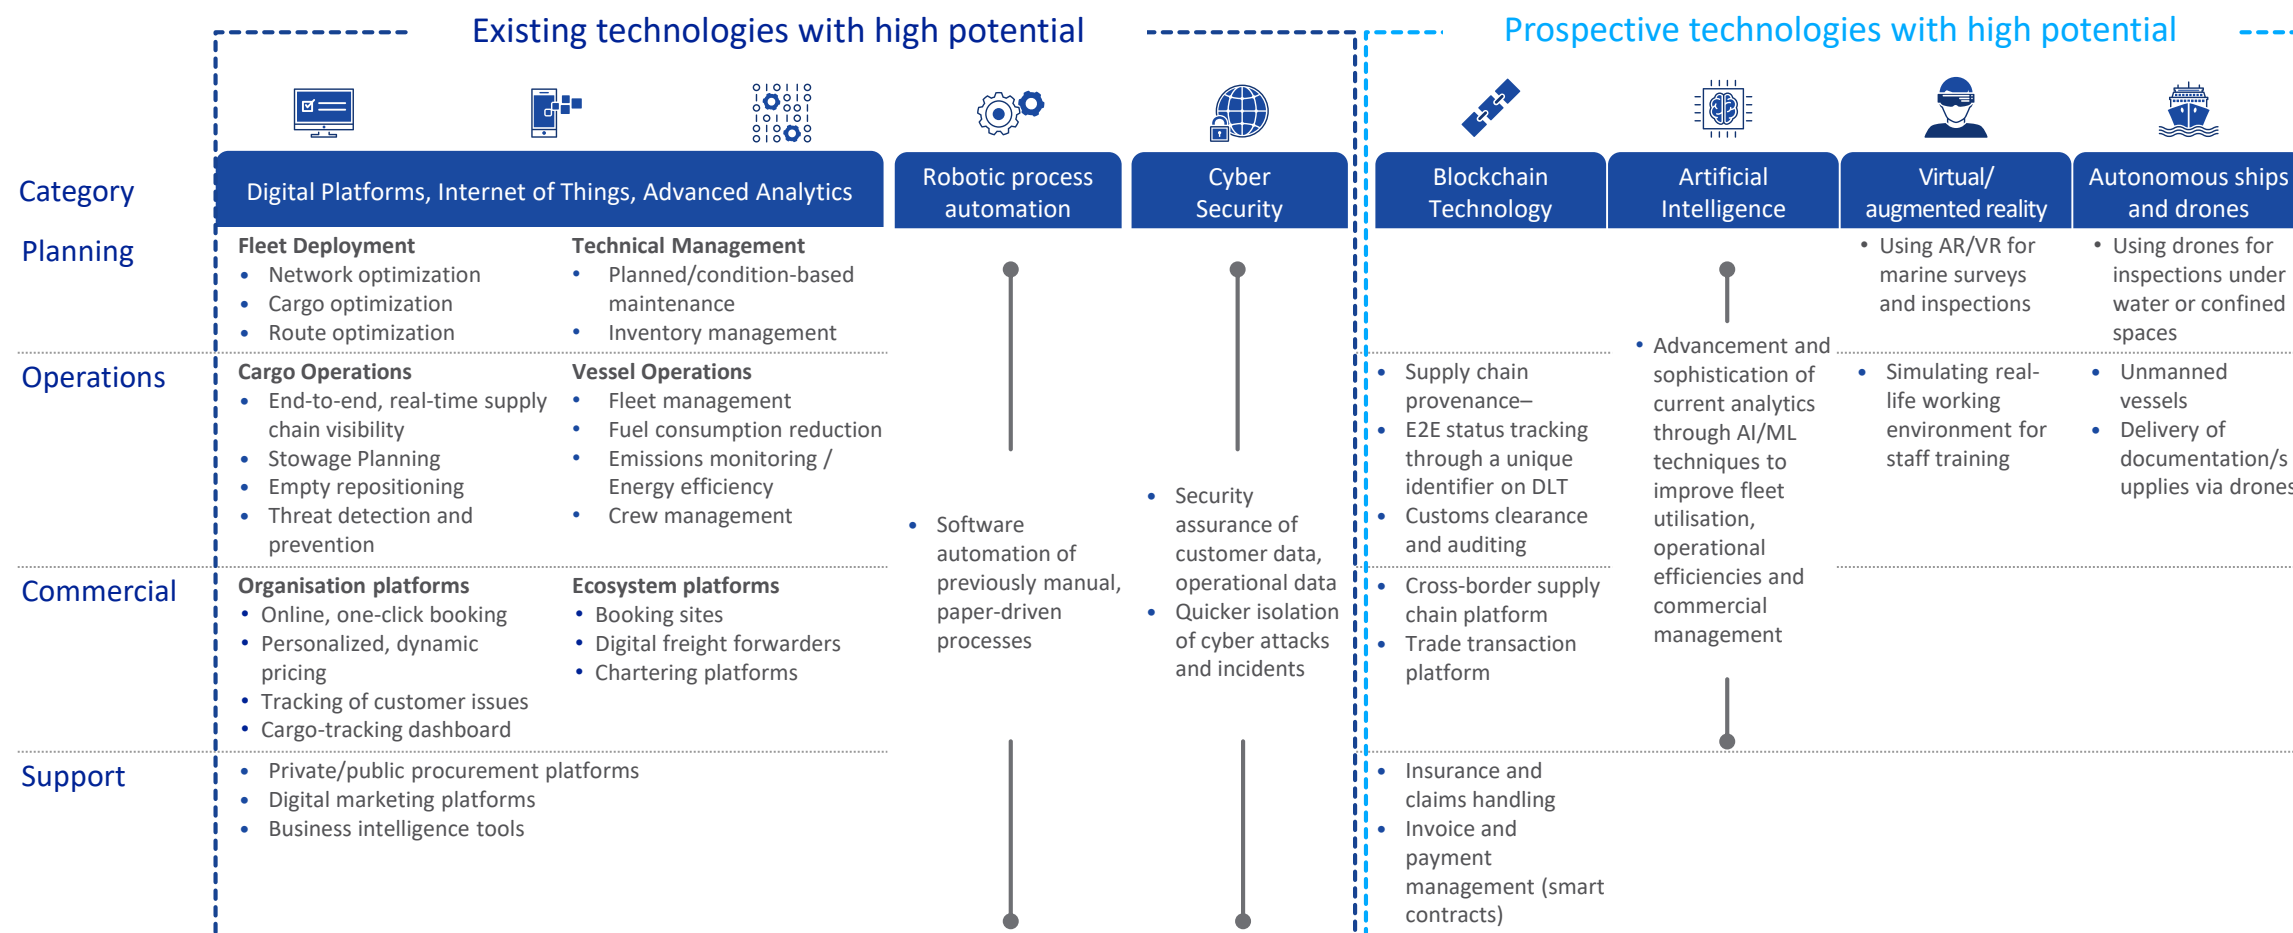 Existing technologies with high potential
Prospective technologies with high potential
Category
Digital Platforms, Internet of Things, Advanced Analytics
Robotic process
automation
Cyber
Security
Blockchain
Technology
Artificial
Intelligence
Virtual/
augmented reality
Autonomous ships
and drones
Planning
Fleet Deployment
• Network optimization
• Cargo optimization
• Route optimization
Technical Management
• Planned/condition-based
maintenance
• Inventory management
• Using AR/VR for
marine surveys
and inspections
• Using drones for
inspections under
water or confined
spaces
Operations
Cargo Operations
• End-to-end, real-time supply
chain visibility
• Stowage Planning
• Empty repositioning
• Threat detection and
prevention
Vessel Operations
• Fleet management
• Fuel consumption reduction
• Emissions monitoring /
Energy efficiency
• Crew management
• Software
automation of
previously manual,
paper-driven
processes
• Security
assurance of
customer data,
operational data
• Quicker isolation
of cyber attacks
and incidents
• Supply chain
provenance–
• E2E status tracking
through a unique
identifier on DLT
• Customs clearance
and auditing
• Advancement and
sophistication of
current analytics
through AI/ML
techniques to
improve fleet
utilisation,
operational
efficiencies and
commercial
management
• Simulating real-
life working
environment for
staff training
• Unmanned
vessels
• Delivery of
documentation/s
upplies via drones
Commercial
Organisation platforms
• Online, one-click booking
• Personalized, dynamic
pricing
• Tracking of customer issues
• Cargo-tracking dashboard
Ecosystem platforms
• Booking sites
• Digital freight forwarders
• Chartering platforms
• Cross-border supply
chain platform
• Trade transaction
platform
Support
• Private/public procurement platforms
• Digital marketing platforms
• Business intelligence tools
• Insurance and
claims handling
• Invoice and
payment
management (smart
contracts)